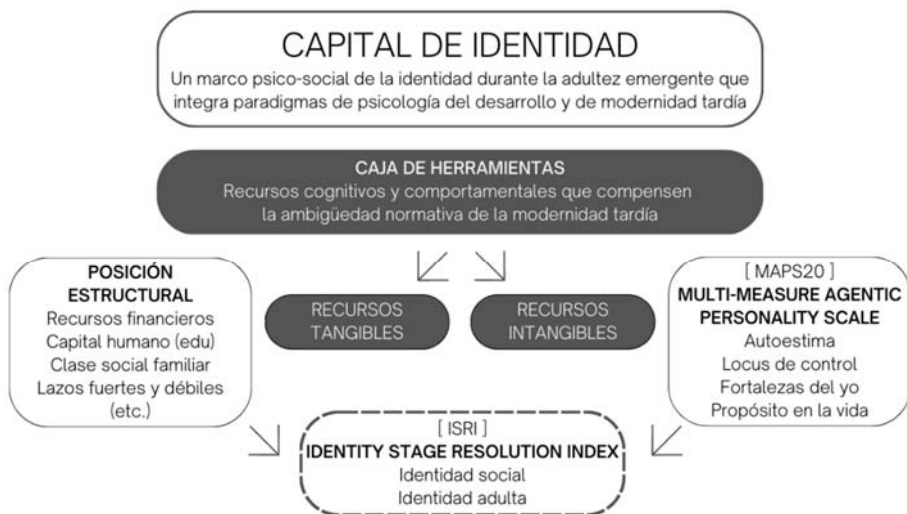 CAPITAL DE IDENTIDAD
Un marco psico-social de la identidad durante la adultez emergente que
integra paradigmas de psicología del desarrollo y de modernidad tardía
CAJA DE HERRAMIENTAS
Recursos cognitivos y comportamentales que compensen
la ambigüedad normativa de la modernidad tardía
POSICIÓN
ESTRUCTURAL
Recursos financieros
Capital humano (edu)
Clase social familiar
Lazos fuertes y débiles
(etc.)
RECURSOS
TANGIBLES
RECURSOS
INTANGIBLES
[ MAPS20 ]
MULTI-MEASURE AGENTIC
PERSONALITY SCALE
Autoestima
Locus de control
Fortalezas del yo
Propósito en la vida
[ ISRI ]
IDENTITY STAGE RESOLUTION INDEX
Identidad social
Identidad adulta